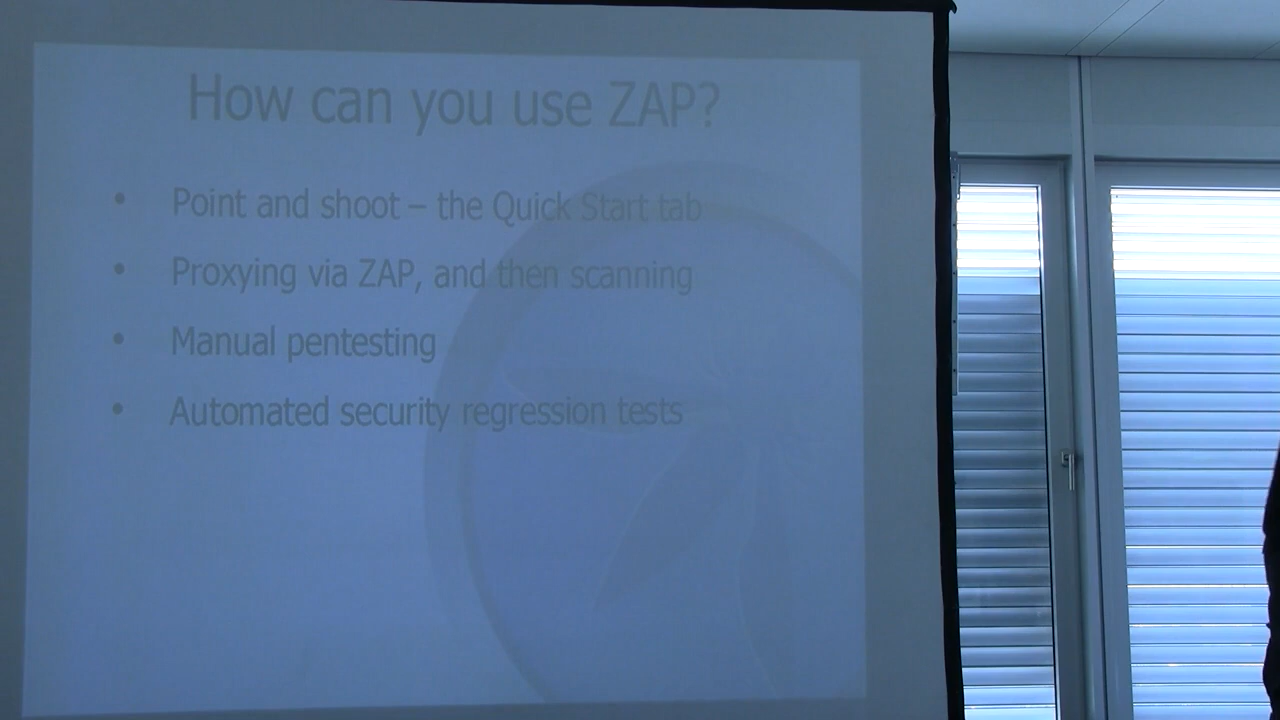 How can you use ZAP?
• Point and shoot – the Quick Start tab
• Proxying via ZAP, and then scanning
• Manual pentesting
• Automated security regression tests